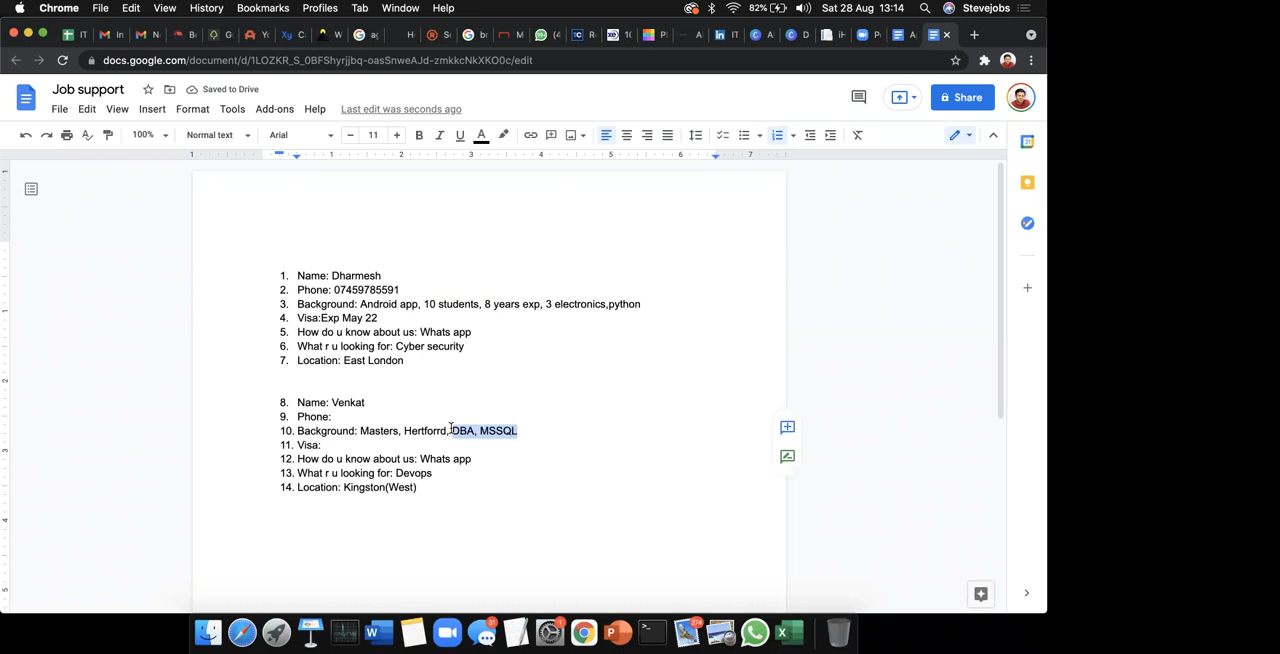 Chrome File Edit View History Bookmarks Profiles Tab Window Help 82% Sat 28 Aug 13:14 Stevejobs
docs.google.com/document/d/1LOZKR_S_0BFShyrjjbq-oasSnweAJd-zmkkcNkXKO0c/edit
Job support Saved to Drive
File Edit View Insert Format Tools Add-ons Help Last edit was seconds ago
Share
100% Normal text Arial 11
1. Name: Dharmesh
2. Phone: 07459785591
3. Background: Android app, 10 students, 8 years exp, 3 electronics,python
4. Visa:Exp May 22
5. How do u know about us: Whats app
6. What r u looking for: Cyber security
7. Location: East London
8. Name: Venkat
9. Phone:
10. Background: Masters, Hertforrd, DBA, MSSQL
11. Visa:
12. How do u know about us: Whats app
13. What r u looking for: Devops
14. Location: Kingston(West)